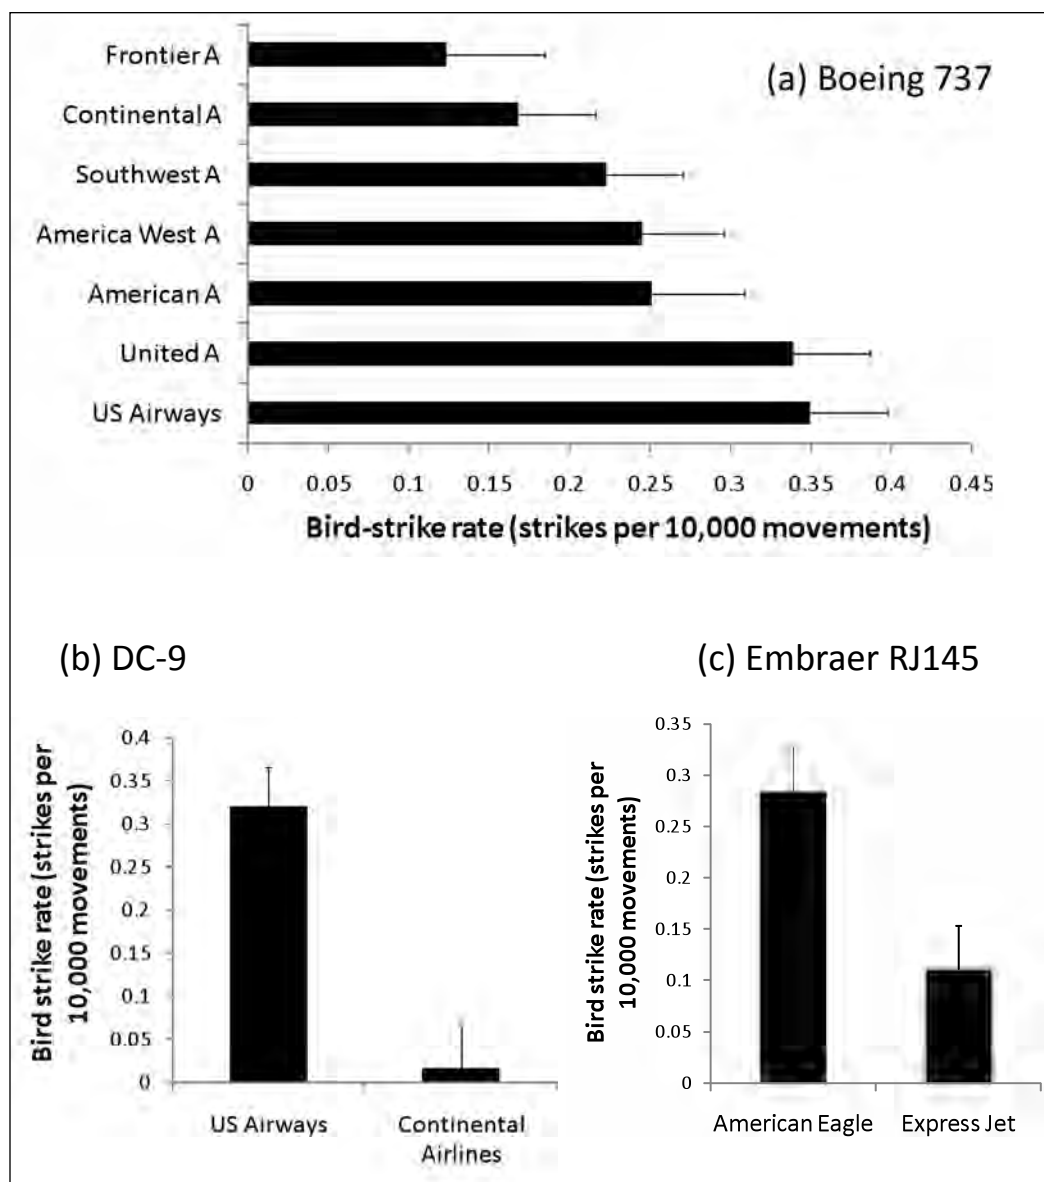 (a) Boeing 737
Frontier A
Continental A
Southwest A
America West A
American A
United A
US Airways
0 0.05 0.1 0.15 0.2 0.25 0.3 0.35 0.4 0.45
Bird-strike rate (strikes per 10,000 movements)
(b) DC-9
Bird strike rate (strikes per
10,000 movements)
0.4
0.35
0.3
0.25
0.2
0.15
0.1
0.05
0
US Airways
Continental
Airlines
(c) Embraer RJ145
Bird strike rate (strikes per
10,000 movements)
0.35
0.3
0.25
0.2
0.15
0.1
0.05
0
American Eagle
Express Jet